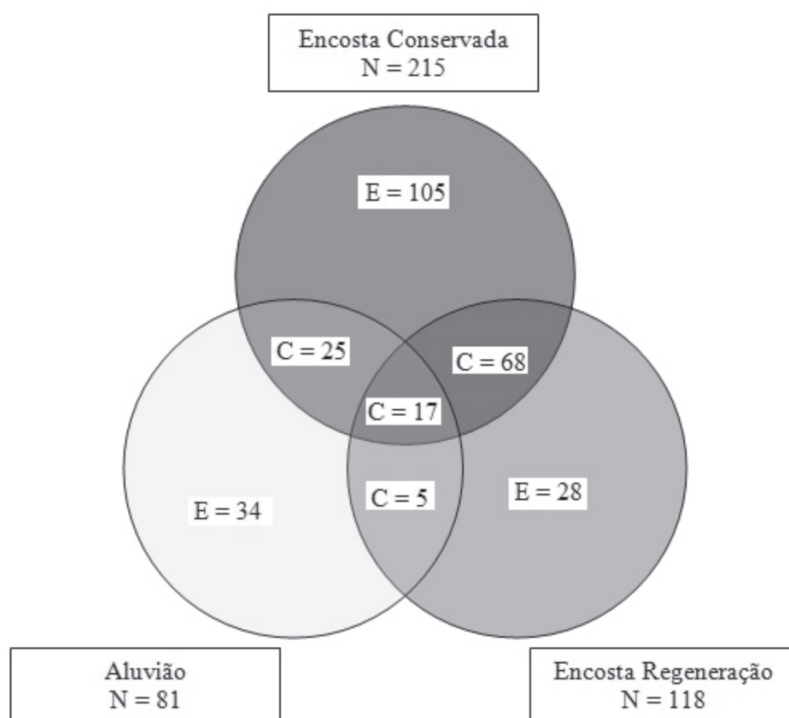 Encosta Conservada
N = 215
E = 105
C = 25
C = 68
C = 17
E = 34
C = 5
E = 28
Aluvião
N = 81
Encosta Regeneração
N = 118